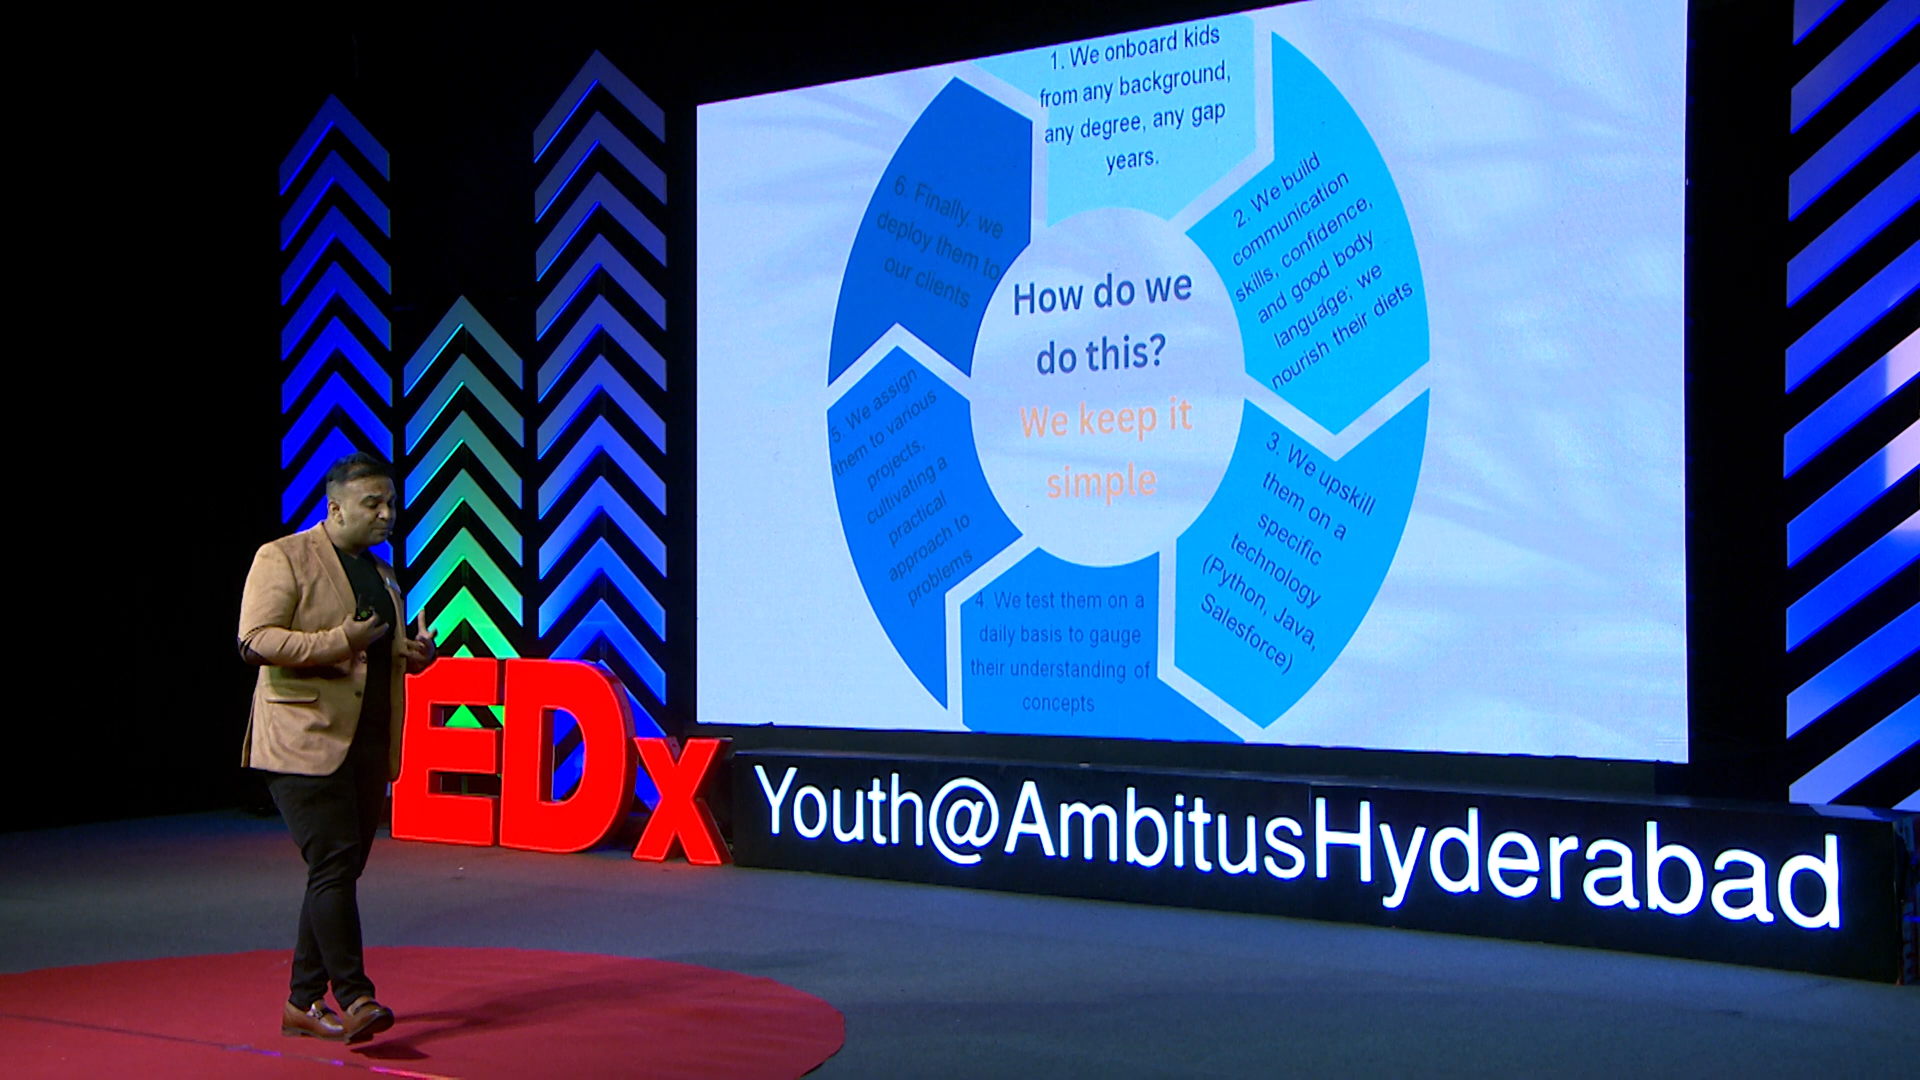 1. We onboard kids
from any background,
any degree, any gap
years.
2. We build
communication
skills, confidence,
and good body
language; we
nourish their diets
3. We upskill
them on a
specific
technology
(Python, Java,
Salesforce)
4. We test them on a
daily basis to gauge
their understanding of
concepts
5. We assign
them to various
projects,
cultivating a
practical
approach to
problems
6. Finally, we
deploy them to
our clients
How do we
do this?
We keep it
simple
EDx
Youth@AmbitusHyderabad